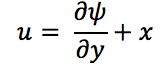 u = ∂ψ/∂y + x